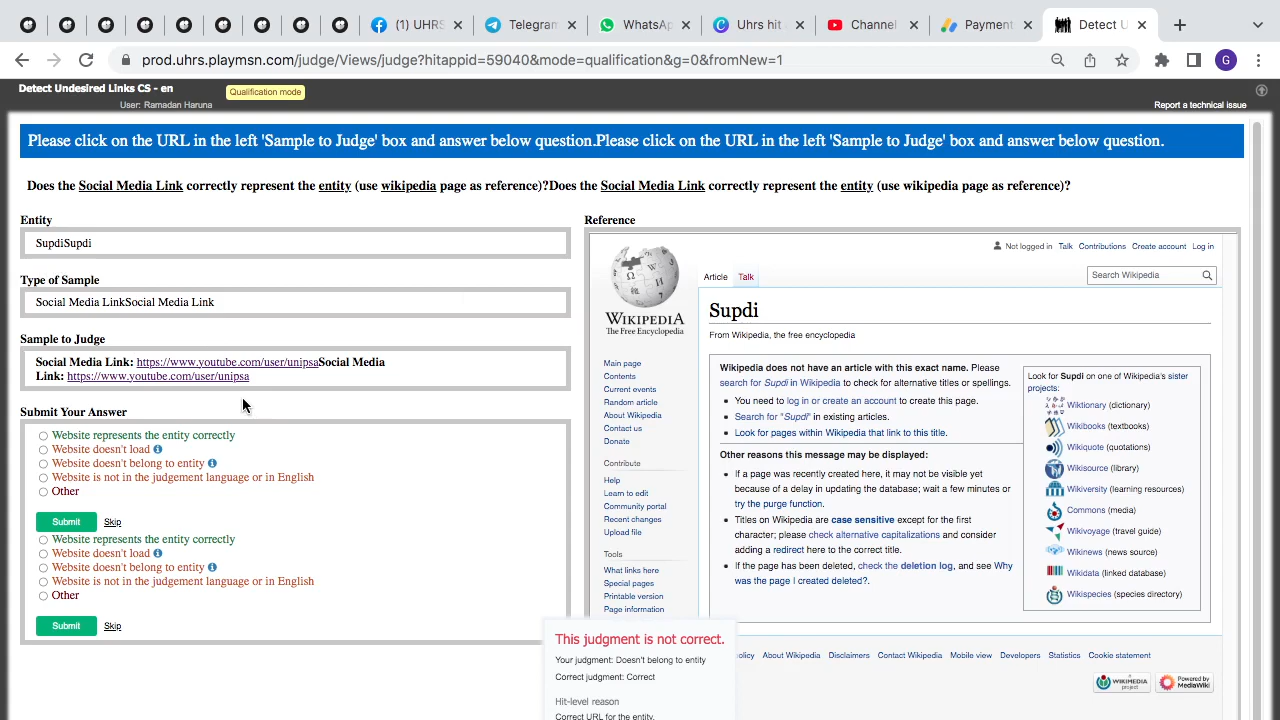 (1) UHRS
Telegram
WhatsAp
Uhrs hit
Channel
Payment
Detect U
prod.uhrs.playmsn.com/judge/Views/judge?hitappid=59040&mode=qualification&g=0&fromNew=1
G
Detect Undesired Links CS - en
Qualification mode
User: Ramadan Haruna
Report a technical issue
Please click on the URL in the left 'Sample to Judge' box and answer below question.Please click on the URL in the left 'Sample to Judge' box and answer below question.
Does the Social Media Link correctly represent the entity (use wikipedia page as reference)?Does the Social Media Link correctly represent the entity (use wikipedia page as reference)?
Entity
SupdiSupdi
Type of Sample
Social Media LinkSocial Media Link
Sample to Judge
Social Media Link: https://www.youtube.com/user/unipsaSocial Media
Link: https://www.youtube.com/user/unipsa
Submit Your Answer
Website represents the entity correctly
Website doesn't load
Website doesn't belong to entity
Website is not in the judgement language or in English
Other
Submit Skip
Website represents the entity correctly
Website doesn't load
Website doesn't belong to entity
Website is not in the judgement language or in English
Other
Submit Skip
Reference
Not logged in Talk Contributions Create account Log in
Article Talk
Search Wikipedia
WIKIPEDIA
The Free Encyclopedia
Main page
Contents
Current events
Random article
About Wikipedia
Contact us
Donate
Contribute
Help
Learn to edit
Community portal
Recent changes
Upload file
Tools
What links here
Special pages
Printable version
Page information
Supdi
From Wikipedia, the free encyclopedia
Wikipedia does not have an article with this exact name. Please
search for Supdi in Wikipedia to check for alternative titles or spellings.
You need to log in or create an account to create this page.
Search for "Supdi" in existing articles.
Look for pages within Wikipedia that link to this title.
Other reasons this message may be displayed:
If a page was recently created here, it may not be visible yet
because of a delay in updating the database; wait a few minutes or
try the purge function.
Titles on Wikipedia are case sensitive except for the first
character; please check alternative capitalizations and consider
adding a redirect here to the correct title.
If the page has been deleted, check the deletion log, and see Why
was the page I created deleted?.
Look for Supdi on one of Wikipedia's sister
projects:
Wiktionary (dictionary)
Wikibooks (textbooks)
Wikiquote (quotations)
Wikisource (library)
Wikiversity (learning resources)
Commons (media)
Wikivoyage (travel guide)
Wikinews (news source)
Wikidata (linked database)
Wikispecies (species directory)
This judgment is not correct.
Your judgment: Doesn't belong to entity
Correct judgment: Correct
Hit-level reason
Correct URL for the entity.
olicy About Wikipedia Disclaimers Contact Wikipedia Mobile view Developers Statistics Cookie statement
WIKIMEDIA
project
Powered by
MediaWiki